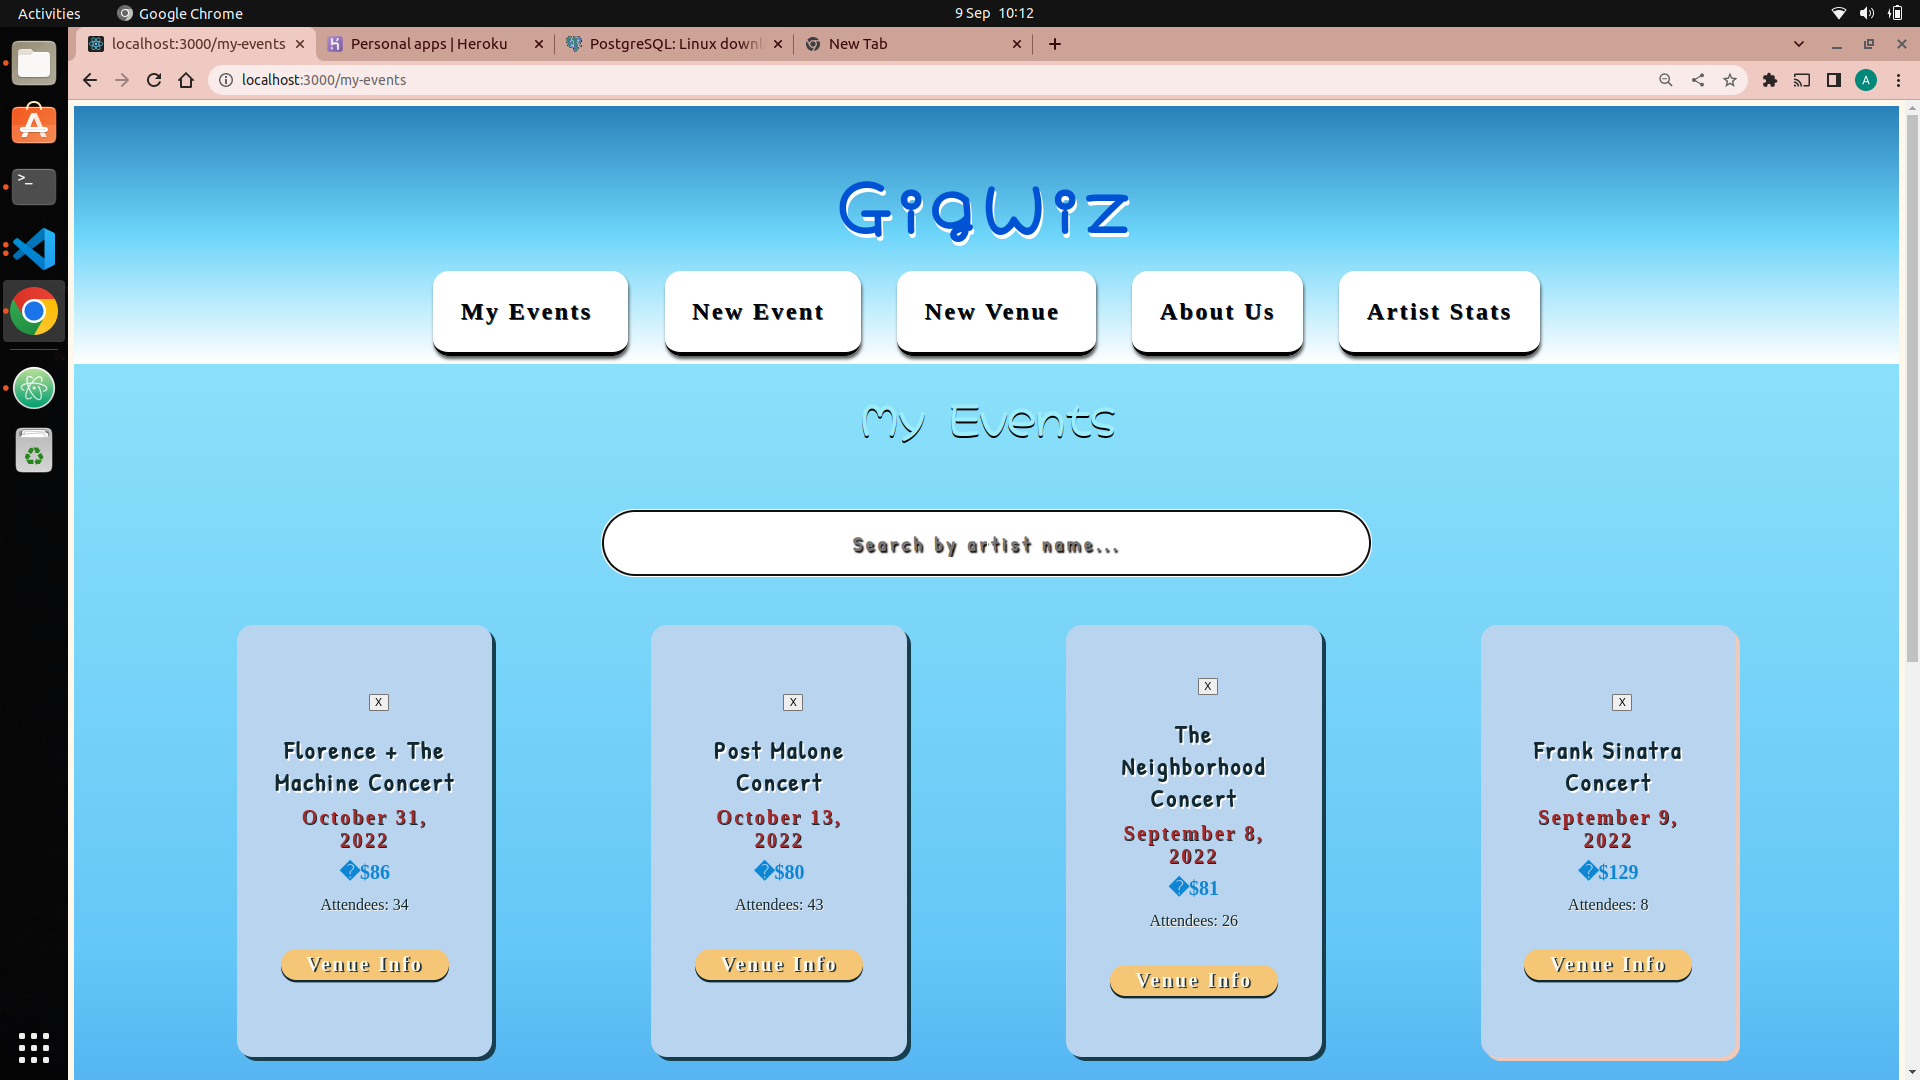 Activities
Google Chrome
9 Sep 10:12
localhost:3000/my-events
Personal apps | Heroku
PostgreSQL: Linux downl
New Tab
localhost:3000/my-events
A
GigWiz
My Events
New Event
New Venue
About Us
Artist Stats
My Events
Search by artist name...
X
Florence + The
Machine Concert
October 31,
2022
�$86
Attendees: 34
Venue Info
X
Post Malone
Concert
October 13,
2022
�$80
Attendees: 43
Venue Info
X
The
Neighborhood
Concert
September 8,
2022
�$81
Attendees: 26
Venue Info
X
Frank Sinatra
Concert
September 9,
2022
�$129
Attendees: 8
Venue Info